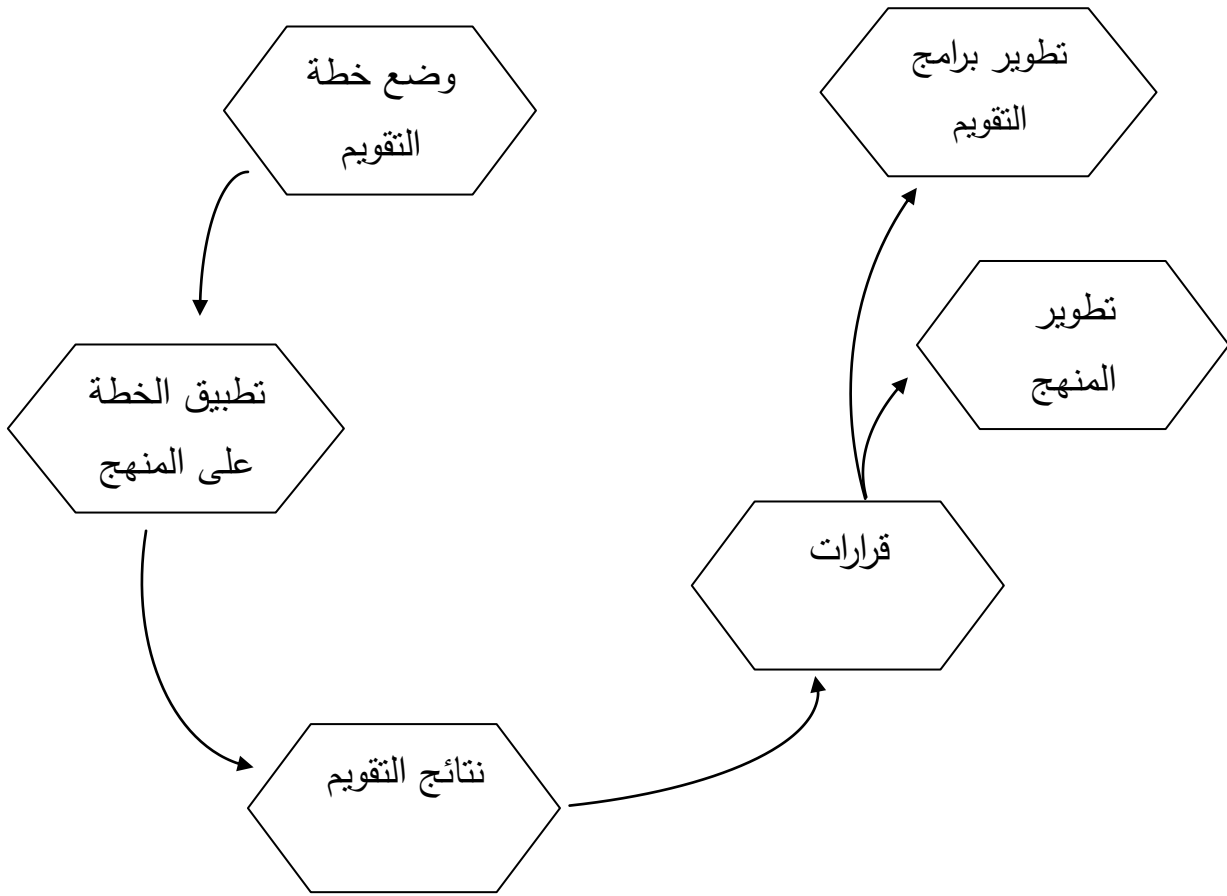 وضع خطة
التقويم
تطبيق الخطة
على المنهج
نتائج التقويم
قرارات
تطوير
المنهج
تطوير برامج
التقويم